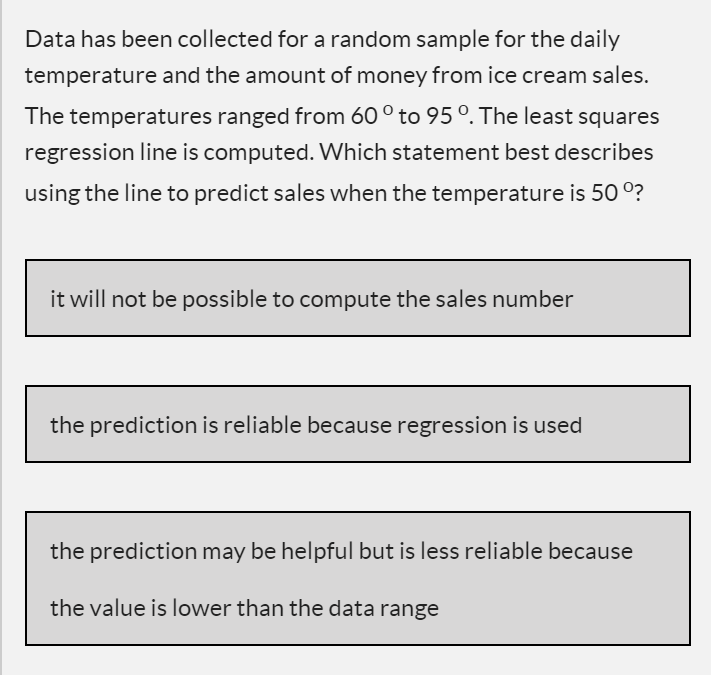 Data has been collected for a random sample for the daily
temperature and the amount of money from ice cream sales.
The temperatures ranged from 60 º to 95 º. The least squares
regression line is computed. Which statement best describes
using the line to predict sales when the temperature is 50 º?
it will not be possible to compute the sales number
the prediction is reliable because regression is used
the prediction may be helpful but is less reliable because
the value is lower than the data range